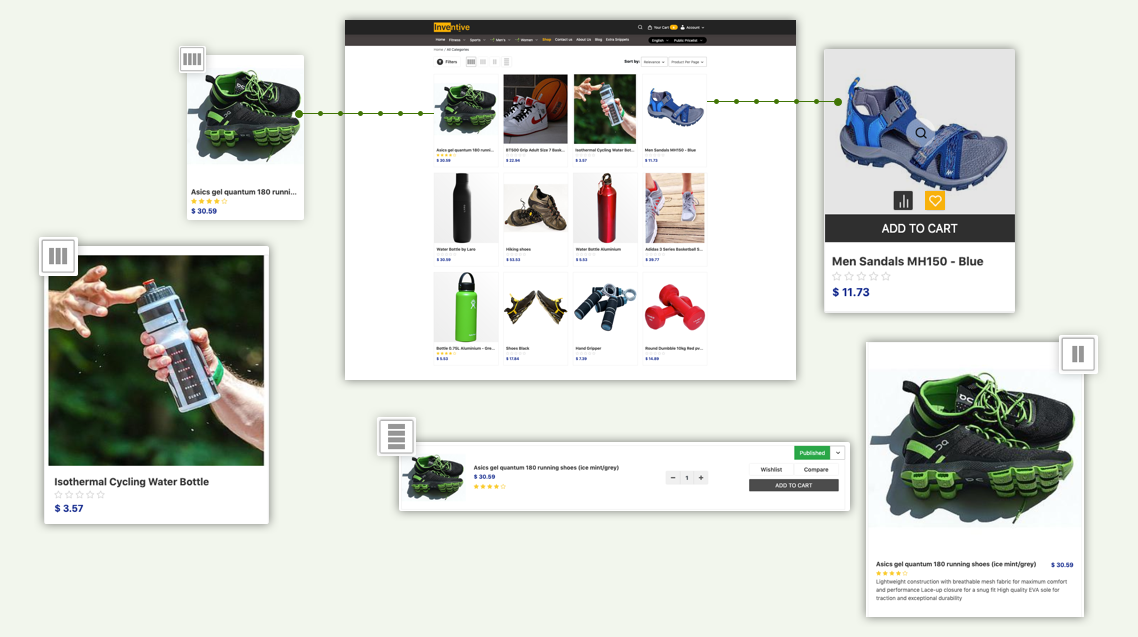 Inventive
Your Cart
Account
Home Fitness Sports Men's Women Shop Contact us About Us Blog Extra Snippets English Public Pricelist
Home / All Categories
Filters
Sort by: Relevance Product Per Page
Asics gel quantum 180 runni...
$ 30.59
BT500 Grip Adult Size 7 Bask...
$ 22.94
Isothermal Cycling Water Bot...
$ 3.57
Men Sandals MH150 - Blue
$ 11.73
Water Bottle by Laro
$ 30.59
Hiking shoes
$ 53.53
Water Bottle Aluminium
$ 5.53
Adidas 3 Series Basketball S...
$ 39.77
Bottle 0.75L Aluminium - Gre...
$ 5.53
Shoes Black
$ 17.84
Hand Gripper
$ 7.39
Round Dumbble 10kg Red pv...
$ 14.89
Asics gel quantum 180 runni...
$ 30.59
ADD TO CART
Men Sandals MH150 - Blue
$ 11.73
Isothermal Cycling Water Bottle
$ 3.57
Published
Asics gel quantum 180 running shoes (ice mint/grey)
$ 30.59
1
Wishlist Compare
ADD TO CART
Asics gel quantum 180 running shoes (ice mint/grey) $ 30.59
Lightweight construction with breathable mesh fabric for maximum comfort
and performance Lace-up closure for a snug fit High quality EVA sole for
traction and exceptional durability